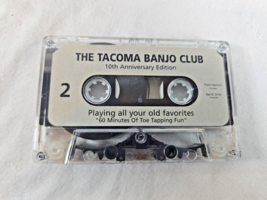 THE TACOMA BANJO CLUB
10th Anniversary Edition
2
Playing all your old favorites
"60 Minutes Of Toe Tapping Fun"